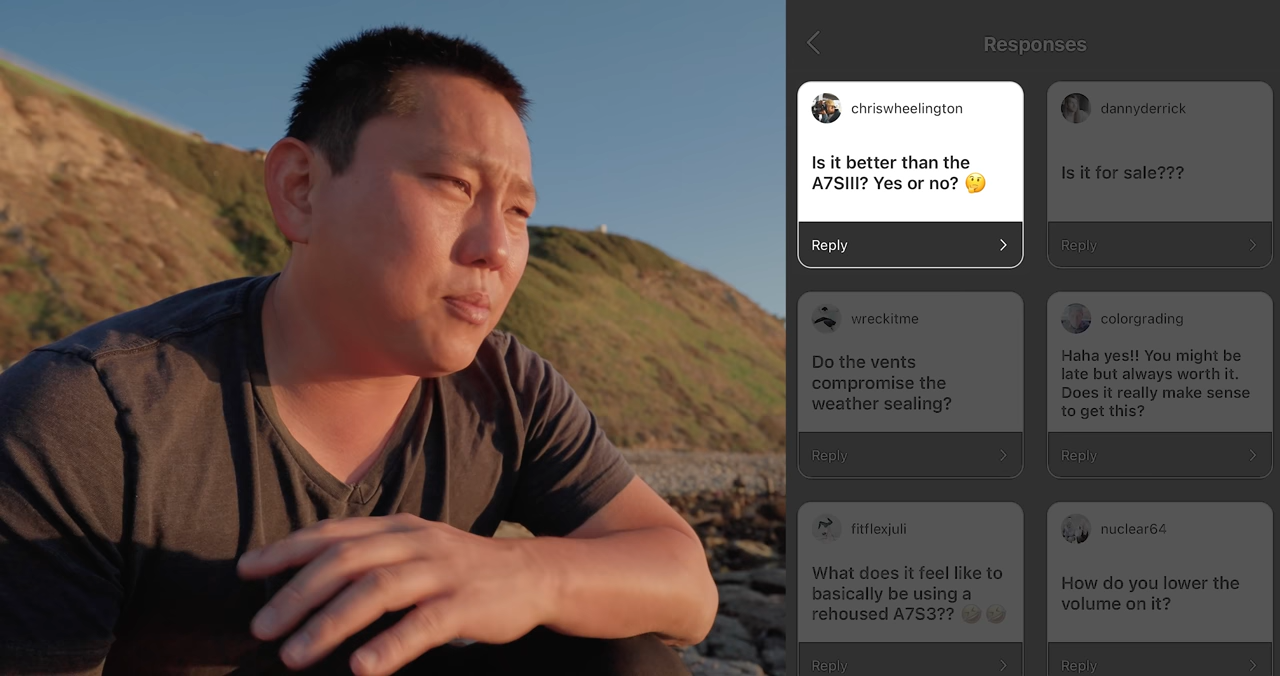 Responses
chriswheelington
Is it better than the
A7SIII? Yes or no? 🤔
Reply
dannyderrick
Is it for sale???
Reply
wreckitme
Do the vents
compromise the
weather sealing?
Reply
colorgrading
Haha yes!! You might be
late but always worth it.
Does it really make sense
to get this?
Reply
fitflexjuli
What does it feel like to
basically be using a
rehoused A7S3?? 🤣🤣
Reply
nuclear64
How do you lower the
volume on it?
Reply